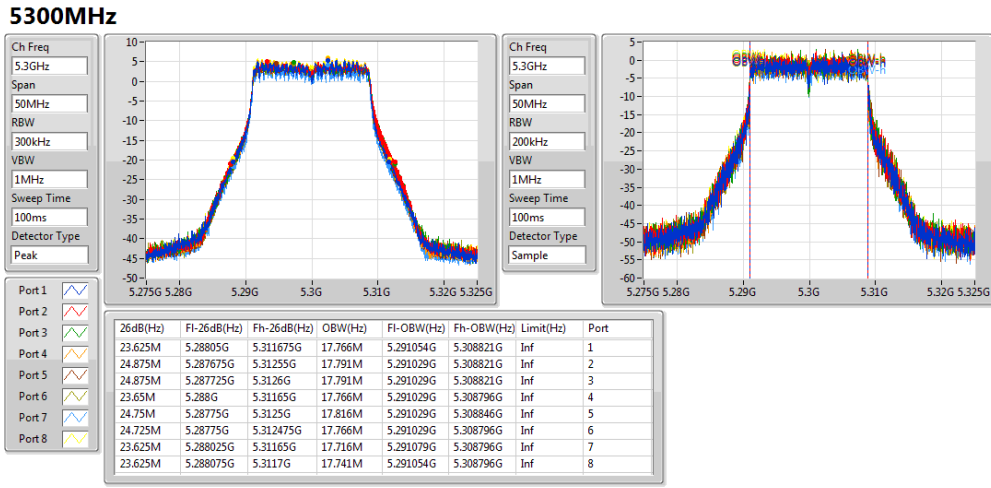 5300MHz
Ch Freq
5.3GHz
Span
50MHz
RBW
300kHz
VBW
1MHz
Sweep Time
100ms
Detector Type
Peak
10
5
0
-5
-10
-15
-20
-25
-30
-35
-40
-45
-50
5.275G 5.28G 5.29G 5.3G 5.31G 5.32G 5.325G
Ch Freq
5.3GHz
Span
50MHz
RBW
200kHz
VBW
1MHz
Sweep Time
100ms
Detector Type
Sample
5
0
-5
-10
-15
-20
-25
-30
-35
-40
-45
-50
-55
-60
5.275G 5.28G 5.29G 5.3G 5.31G 5.32G 5.325G
Port 1
Port 2
Port 3
Port 4
Port 5
Port 6
Port 7
Port 8
26dB(Hz) Fl-26dB(Hz) Fh-26dB(Hz) OBW(Hz) Fl-OBW(Hz) Fh-OBW(Hz) Limit(Hz) Port
23.625M 5.28805G 5.311675G 17.766M 5.291054G 5.308821G Inf 1
24.875M 5.287675G 5.31255G 17.791M 5.291029G 5.308821G Inf 2
24.875M 5.287725G 5.3126G 17.791M 5.291029G 5.308821G Inf 3
23.65M 5.288G 5.31165G 17.766M 5.291029G 5.308796G Inf 4
24.75M 5.28775G 5.3125G 17.816M 5.291029G 5.308846G Inf 5
24.725M 5.28775G 5.312475G 17.766M 5.291029G 5.308796G Inf 6
23.625M 5.288025G 5.31165G 17.716M 5.291079G 5.308796G Inf 7
23.625M 5.288075G 5.3117G 17.741M 5.291054G 5.308796G Inf 8